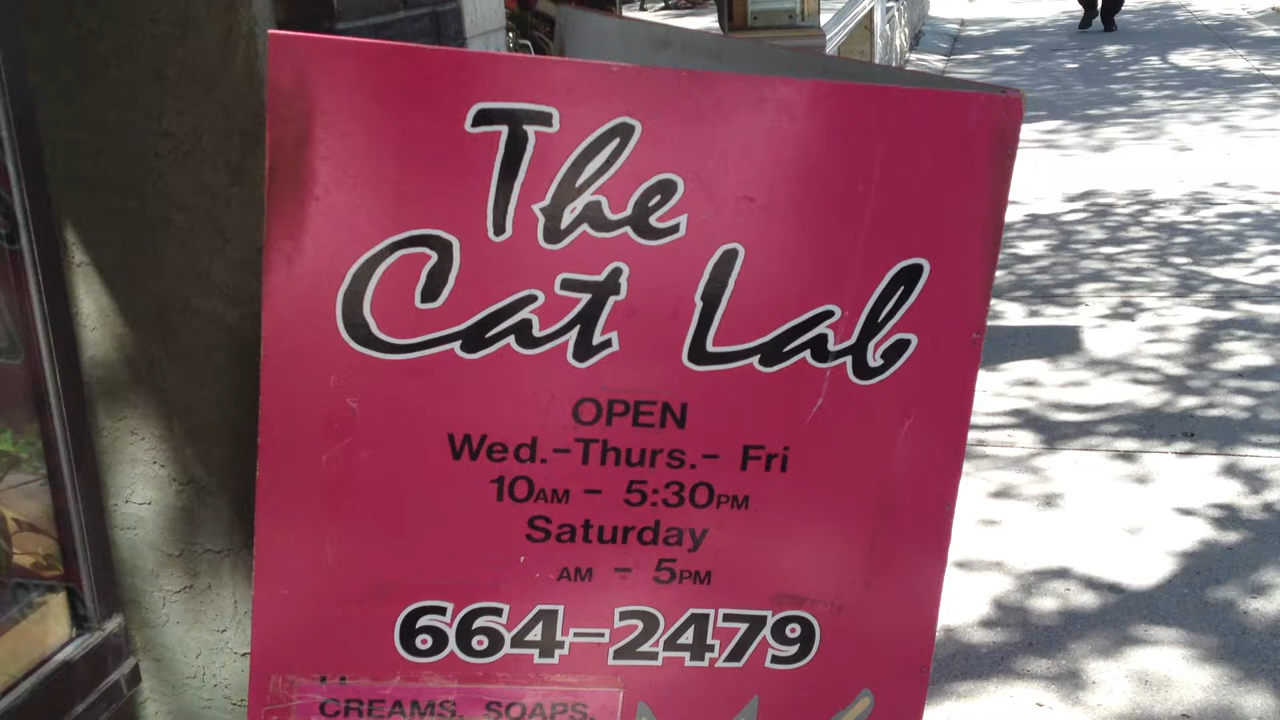 The
Cat Lab
OPEN
Wed.-Thurs.- Fri
10AM - 5:30PM
Saturday
AM - 5PM
664-2479
CREAMS, SOAPS,